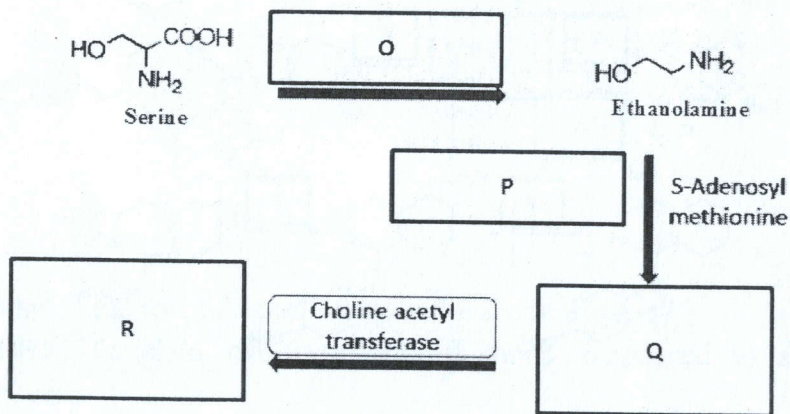 HO
COOH
NH₂
Serine
O
HO
NH₂
Ethanolamine
P
S-Adenosyl
methionine
R
Choline acetyl
transferase
Q